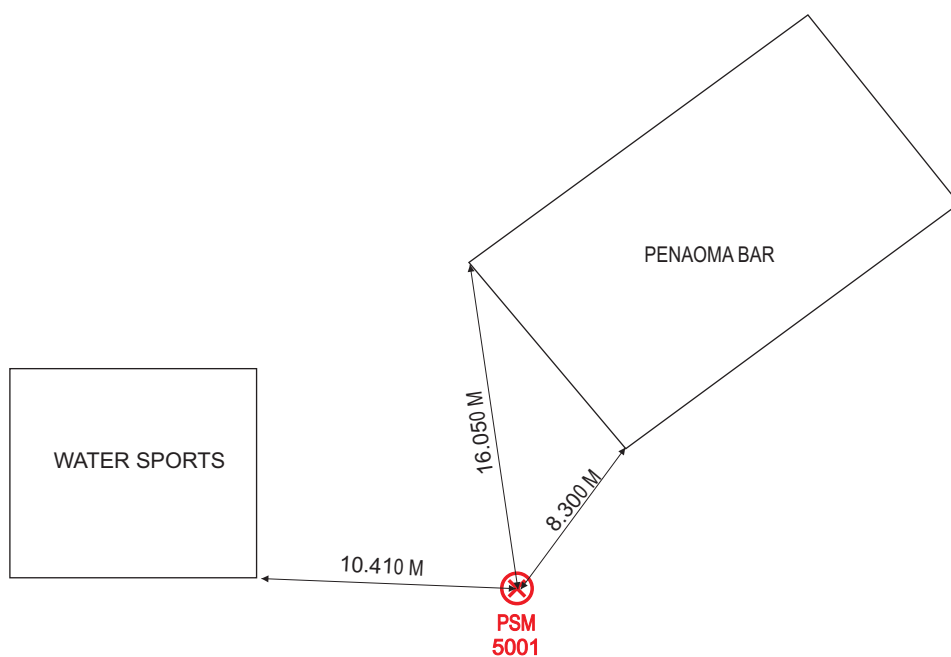 PENAOMA BAR
WATER SPORTS
16.050 M
8.300 M
10.410 M
PSM
5001